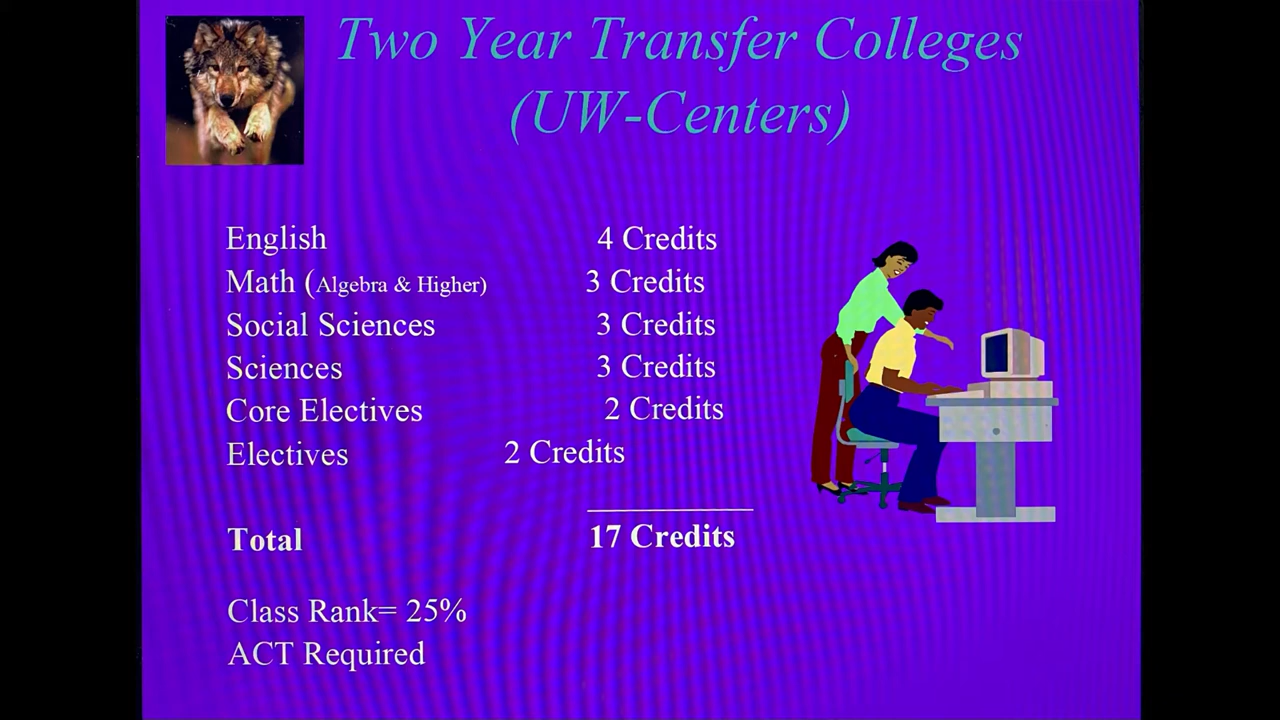 Two Year Transfer Colleges
(UW-Centers)
English 4 Credits
Math (Algebra & Higher) 3 Credits
Social Sciences 3 Credits
Sciences 3 Credits
Core Electives 2 Credits
Electives 2 Credits
Total 17 Credits
Class Rank= 25%
ACT Required